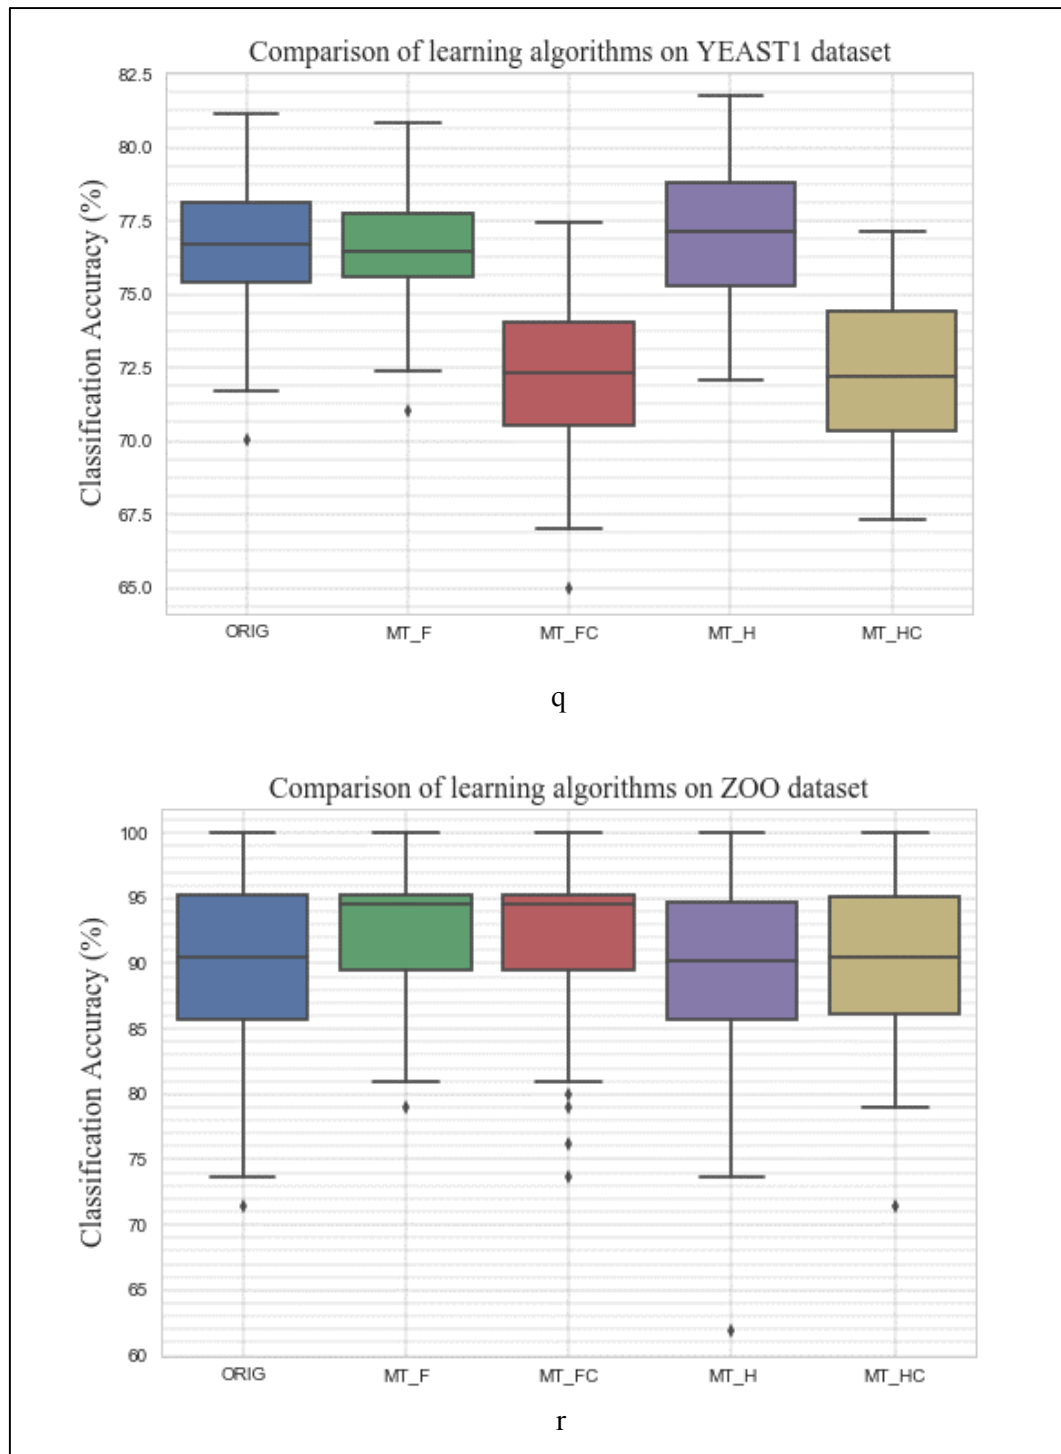 Comparison of learning algorithms on YEAST1 dataset
Classification Accuracy (%)
82.5
80.0
77.5
75.0
72.5
70.0
67.5
65.0
ORIG MT_F MT_FC MT_H MT_HC
q
Comparison of learning algorithms on ZOO dataset
Classification Accuracy (%)
100
95
90
85
80
75
70
65
60
ORIG MT_F MT_FC MT_H MT_HC
r